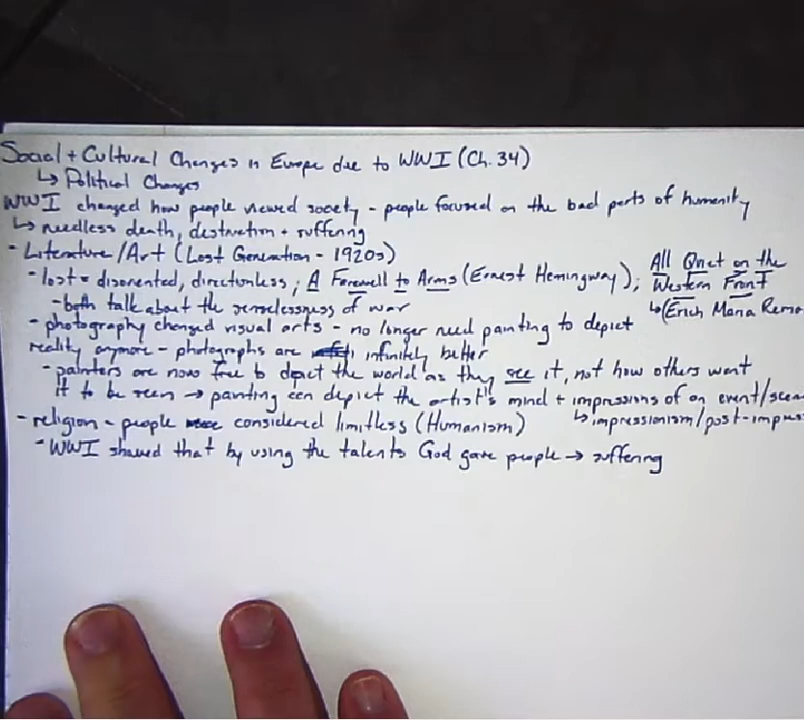 Social + Cultural Changes in Europe due to WWI (Ch. 34)
↳ Political Changes
WWI changed how people viewed society - people focused on the bad parts of humanity
↳ needless death, destruction + suffering
- Literature/Art (Lost Generation - 1920s)
- lost = disoriented, directionless; A Farewell to Arms (Ernest Hemingway); All Quiet on the
Western Front
↳ (Erich Maria Rema
- both talk about the senselessness of war
- photography changed visual arts - no longer need painting to depict
reality anymore - photographs are infinitely better
- painters are now free to depict the world as they see it, not how others want
it to be seen → painting can depict the artist's mind + impressions of an event/scen
↳ impressionism/post-impres
- religion - people considered limitless (Humanism)
- WWI showed that by using the talents God gave people → suffering